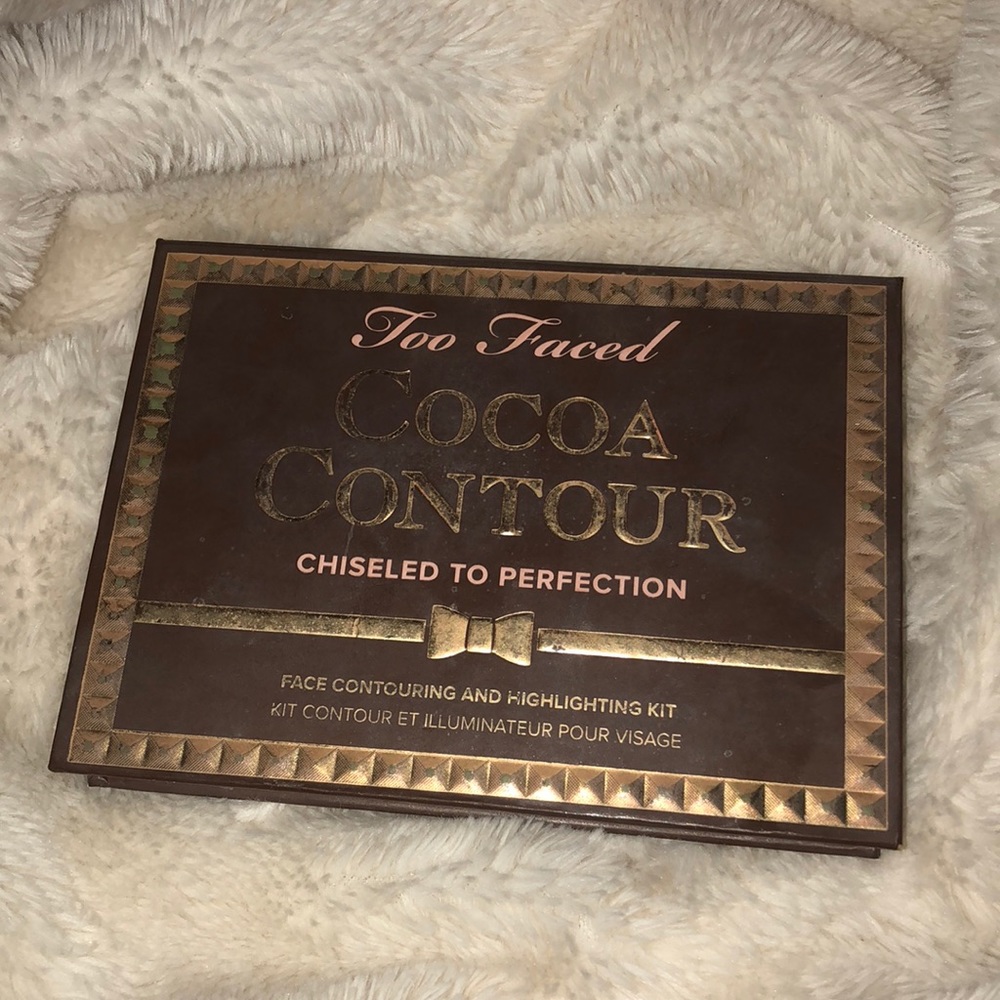 Too Faced
COCOA
CONTOUR
CHISELED TO PERFECTION
FACE CONTOURING AND HIGHLIGHTING KIT
KIT CONTOUR ET ILLUMINATEUR POUR VISAGE